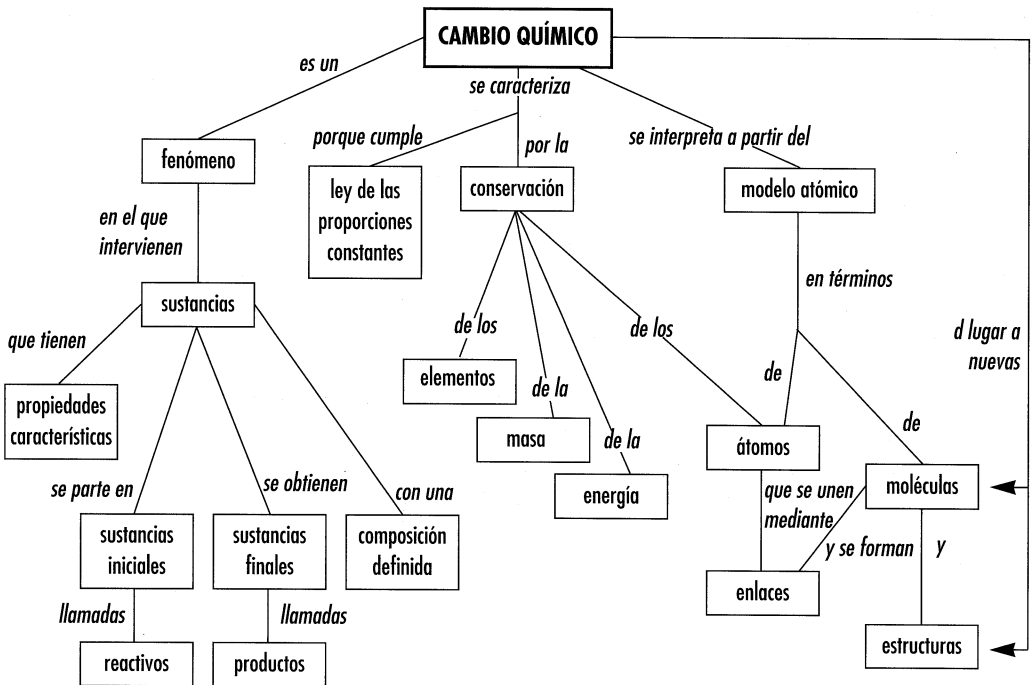 CAMBIO QUÍMICO
es un
se caracteriza
porque cumple
por la
se interpreta a partir del
fenómeno
ley de las
proporciones
constantes
conservación
modelo atómico
en el que
intervienen
en términos
sustancias
que tienen
de los
de los
d lugar a
nuevas
elementos
de la
de
de
propiedades
características
masa
de la
átomos
se parte en
se obtienen
con una
energía
que se unen
mediante
moléculas
sustancias
iniciales
sustancias
finales
composición
definida
y se forman
y
enlaces
llamadas
llamadas
reactivos
productos
estructuras